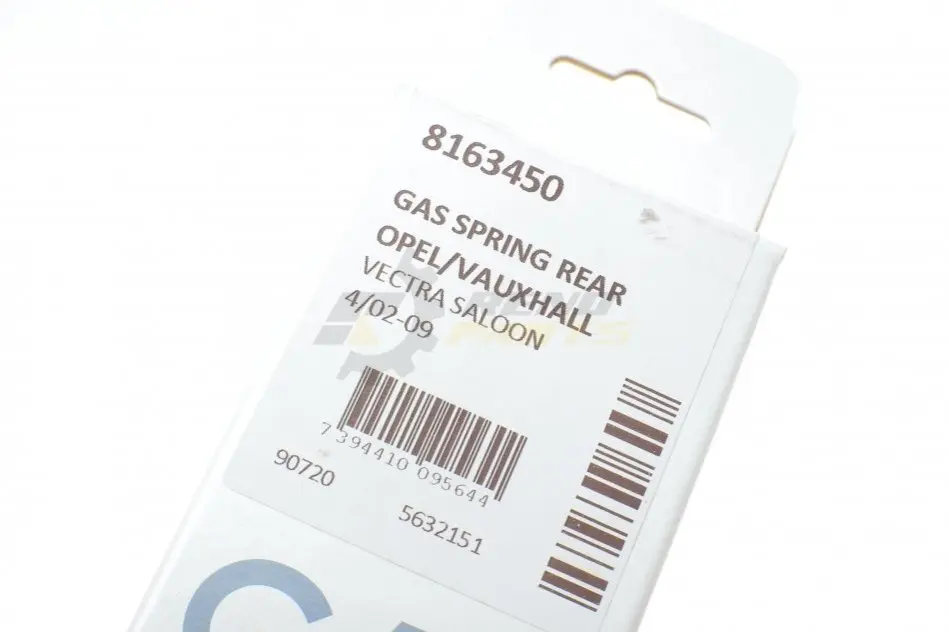 8163450
GAS SPRING REAR
OPEL/VAUXHALL
VECTRA SALOON
4/02-09
7 394410 095644
90720
5632151